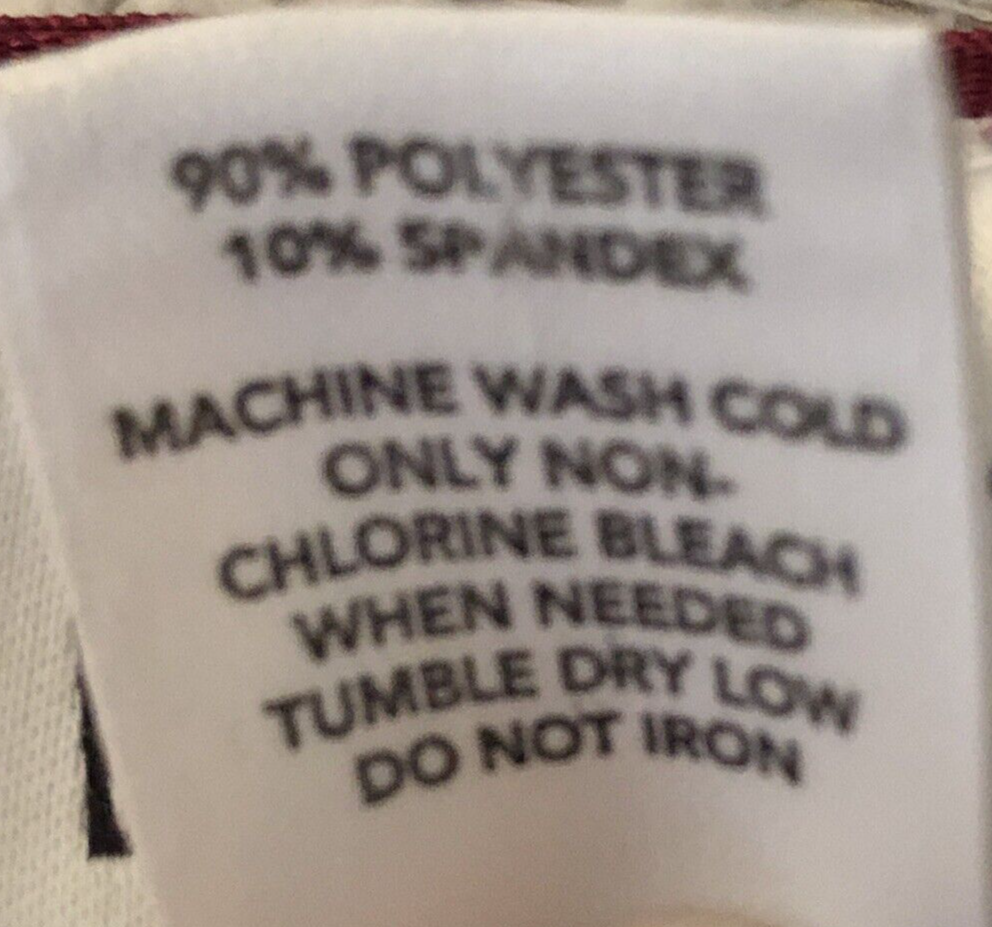 90% POLYESTER
10% SPANDEX
MACHINE WASH COLD
ONLY NON-
CHLORINE BLEACH
WHEN NEEDED
TUMBLE DRY LOW
DO NOT IRON